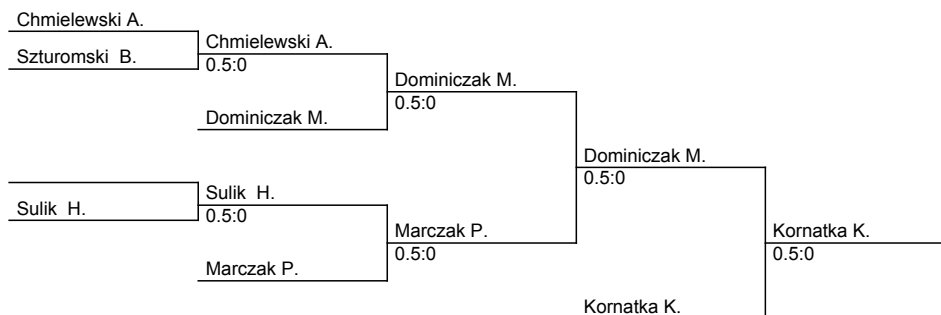 Chmielewski A.
Szturomski  B.
Chmielewski A.
0.5:0
Dominiczak M.
Dominiczak M.
0.5:0
Sulik  H.
Sulik  H.
0.5:0
Marczak P.
Marczak P.
0.5:0
Dominiczak M.
0.5:0
Kornatka K.
Kornatka K.
0.5:0